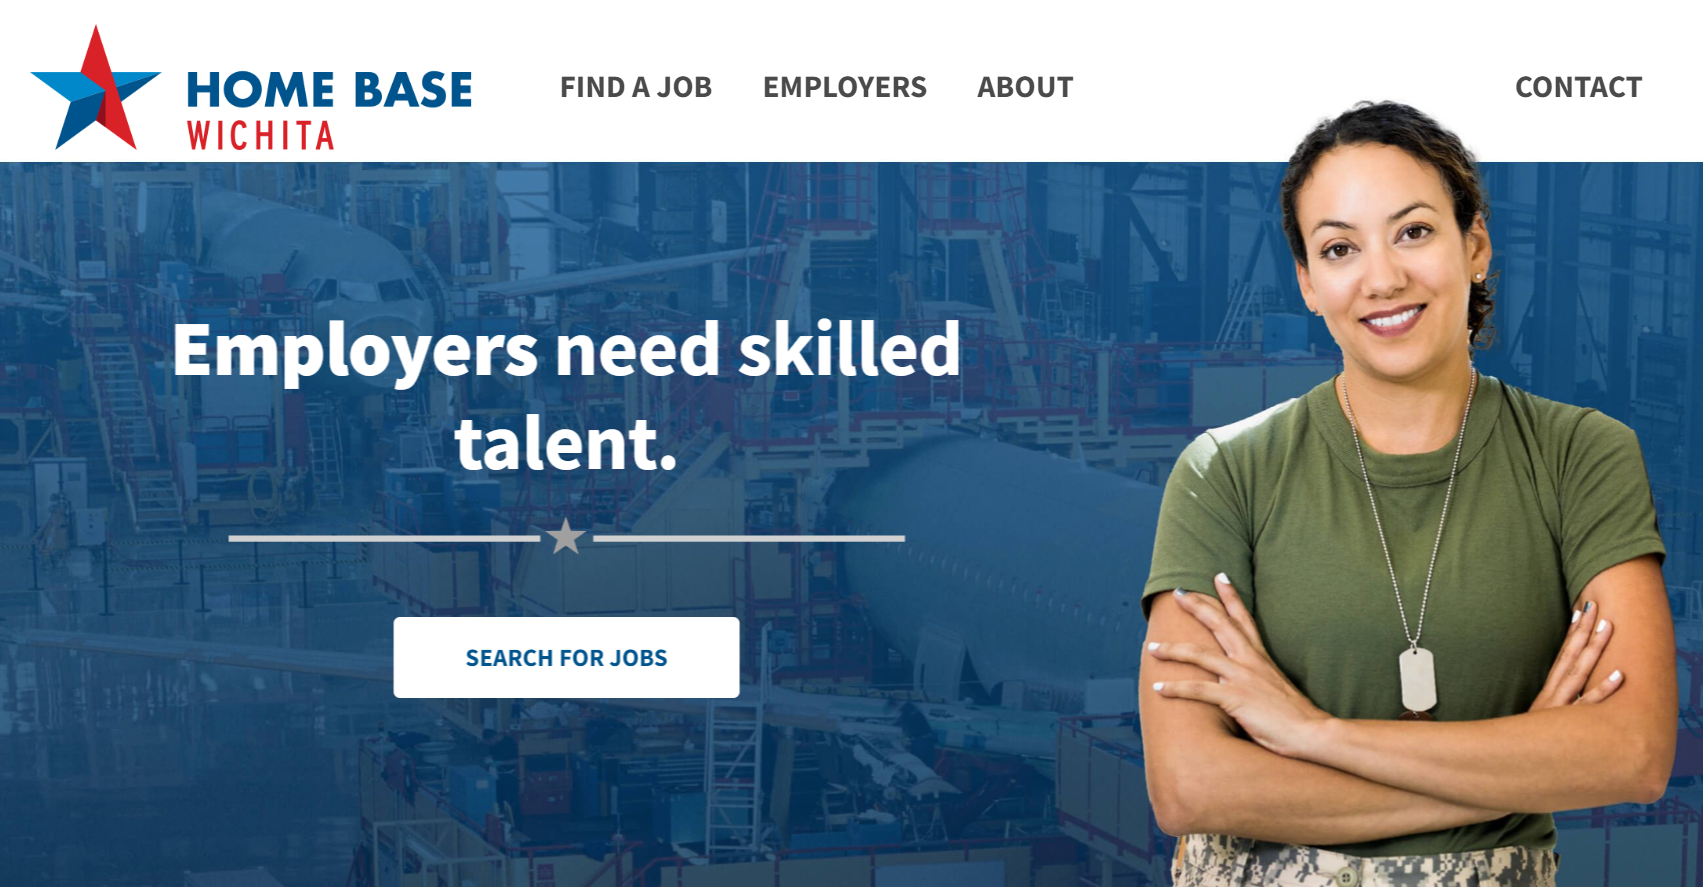 HOME BASE
WICHITA
FIND A JOB
EMPLOYERS
ABOUT
CONTACT
Employers need skilled
talent.
SEARCH FOR JOBS